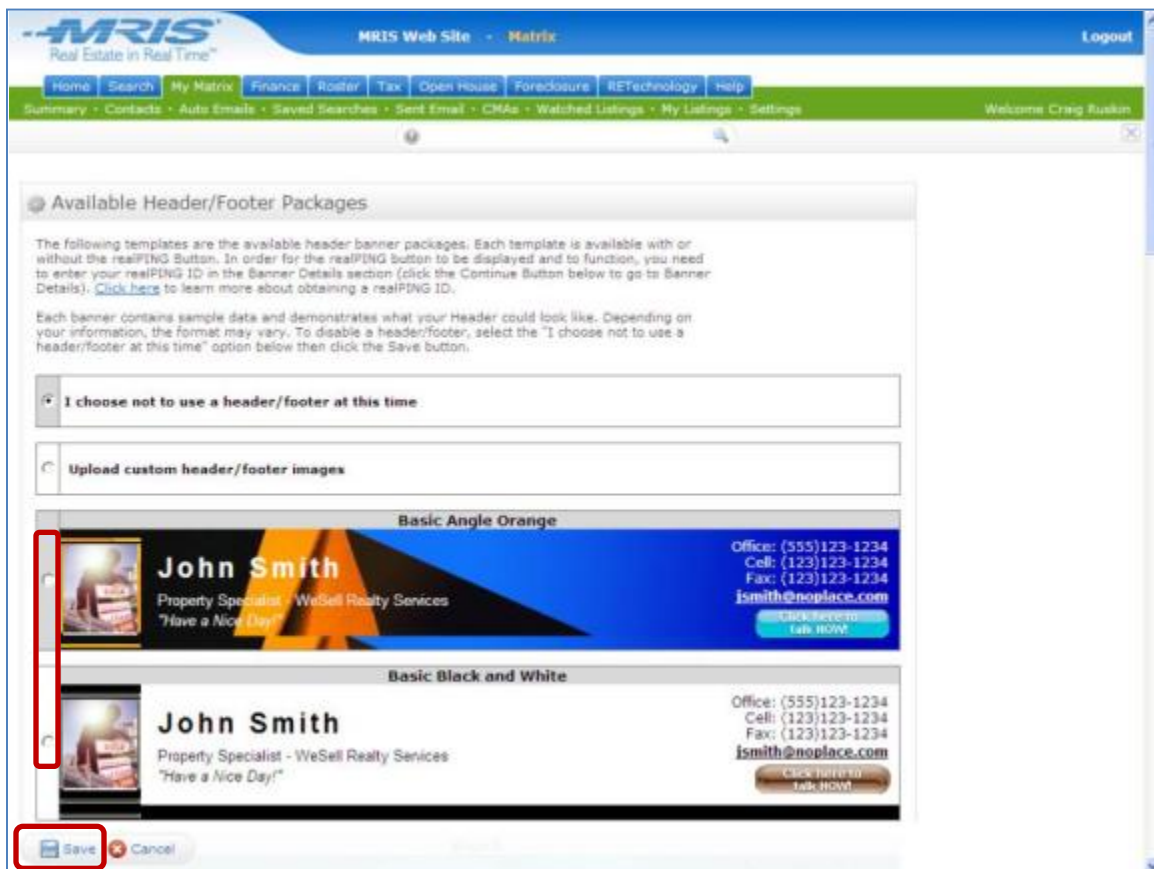 MRIS
Real Estate in Real Time™
MRIS Web Site - Matrix
Logout
Home Search My Matrix Finance Roster Tax Open House Foreclosure RETechnology Help
Summary • Contacts • Auto Emails • Saved Searches • Sent Email • CMAs • Watched Listings • My Listings • Settings
Welcome Craig Ruskin
Available Header/Footer Packages
The following templates are the available header banner packages. Each template is available with or
without the realPING Button. In order for the realPING button to be displayed and to function, you need
to enter your realPING ID in the Banner Details section (click the Continue Button below to go to Banner
Details). Click here to learn more about obtaining a realPING ID.
Each banner contains sample data and demonstrates what your Header could look like. Depending on
your information, the format may vary. To disable a header/footer, select the "I choose not to use a
header/footer at this time" option below then click the Save button.
I choose not to use a header/footer at this time
Upload custom header/footer images
Basic Angle Orange
John Smith
Property Specialist - WeSell Realty Services
"Have a Nice Day!"
Office: (555)123-1234
Cell: (123)123-1234
Fax: (123)123-1234
jsmith@noplace.com
Click here to
talk NOW!
Basic Black and White
John Smith
Property Specialist - WeSell Realty Services
"Have a Nice Day!"
Office: (555)123-1234
Cell: (123)123-1234
Fax: (123)123-1234
jsmith@noplace.com
Click here to
talk NOW!
Save Cancel